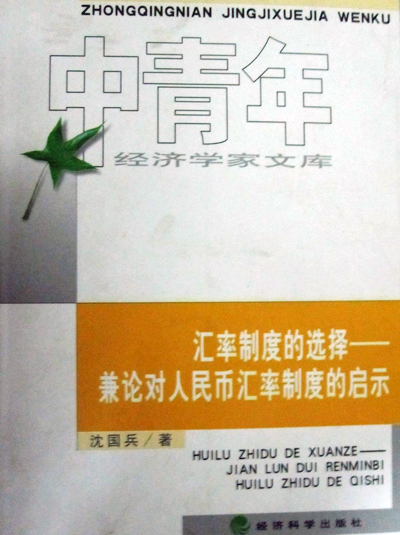 ZHONGQINGNIAN JINGJIXUEJIA WENKU
中青年
经济学家文库
汇率制度的选择——
兼论对人民币汇率制度的启示
沈国兵／著
HUILU ZHIDU DE XUANZE——
JIAN LUN DUI RENMINBI
HUILU ZHIDU DE QISHI
经济科学出版社